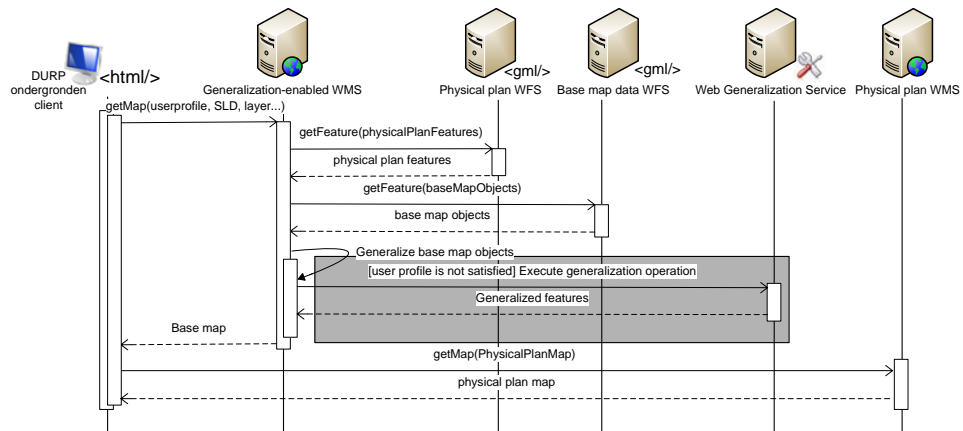 DURP
ondergronden
client
<html/>
Generalization-enabled WMS
<gml/>
Physical plan WFS
<gml/>
Base map data WFS
Web Generalization Service
Physical plan WMS
getMap(userprofile, SLD, layer...)
getFeature(physicalPlanFeatures)
physical plan features
getFeature(baseMapObjects)
base map objects
Generalize base map objects
[user profile is not satisfied] Execute generalization operation
Generalized features
Base map
getMap(PhysicalPlanMap)
physical plan map